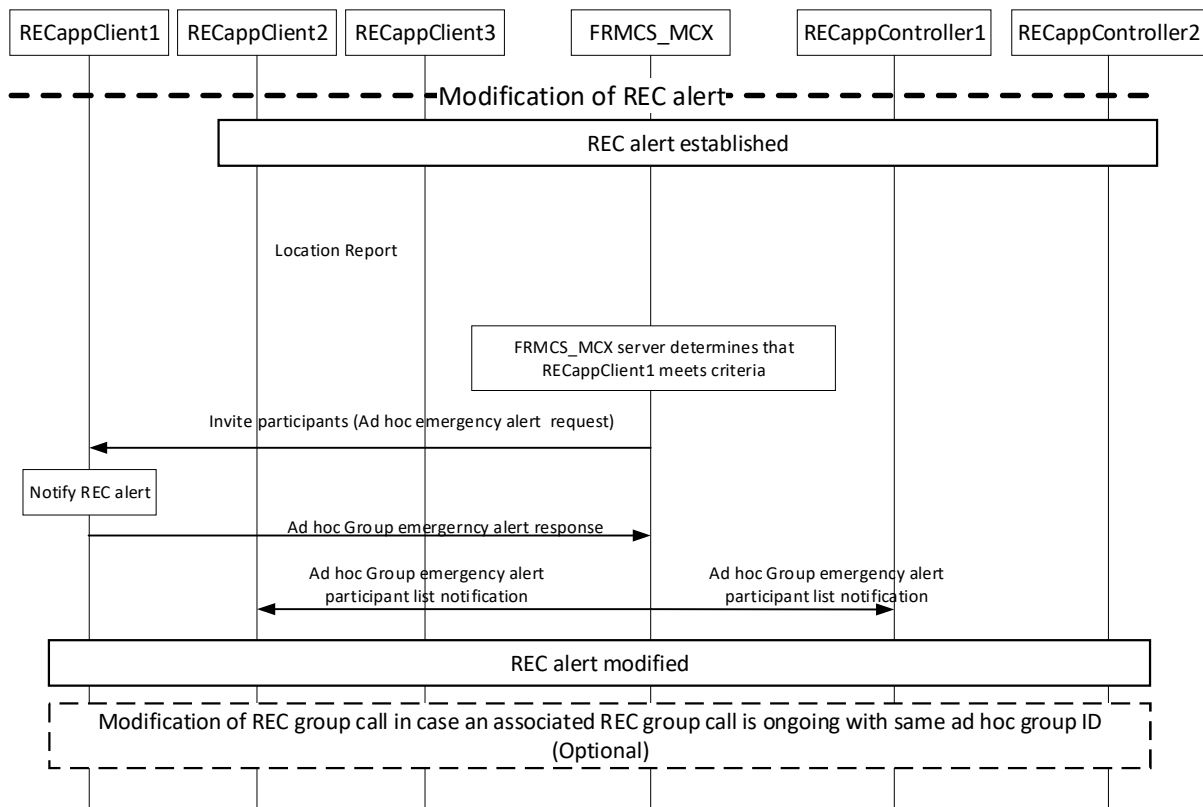 RECappClient1
RECappClient2
RECappClient3
FRMCS_MCX
RECappController1
RECappController2
Modification of REC alert
REC alert established
Location Report
FRMCS_MCX server determines that
RECappClient1 meets criteria
Invite participants (Ad hoc emergency alert request)
Notify REC alert
Ad hoc Group emergerncy alert response
Ad hoc Group emergency alert
participant list notification
Ad hoc Group emergency alert
participant list notification
REC alert modified
Modification of REC group call in case an associated REC group call is ongoing with same ad hoc group ID
(Optional)